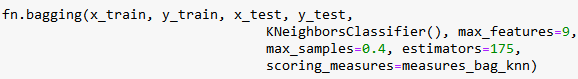 fn.bagging(x_train, y_train, x_test, y_test,
KNeighborsClassifier(), max_features=9,
max_samples=0.4, estimators=175,
scoring_measures=measures_bag_knn)